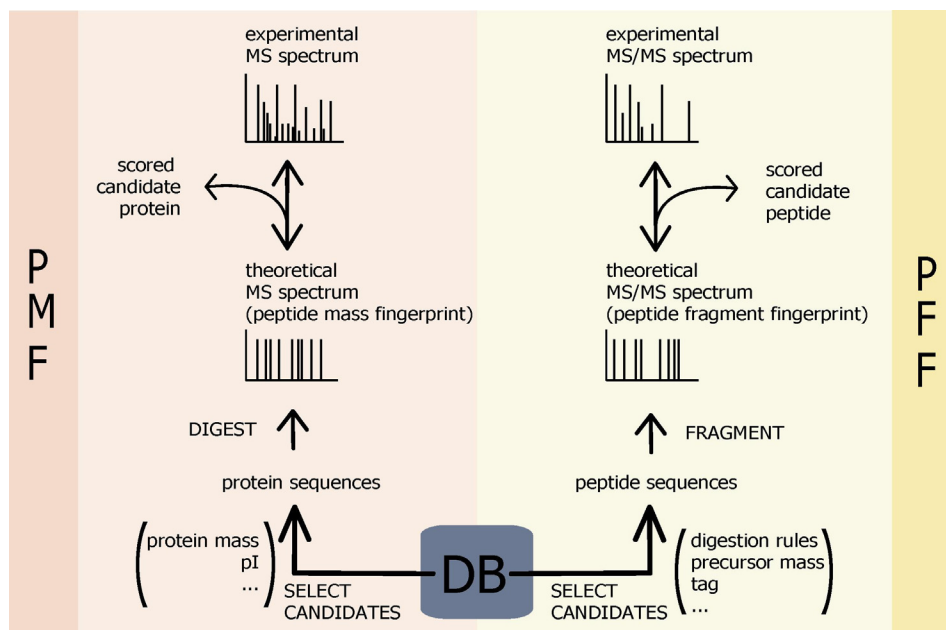 PMF
experimental
MS spectrum
scored
candidate
protein
theoretical
MS spectrum
(peptide mass fingerprint)
DIGEST
protein sequences
(protein mass
pI
...)
SELECT
CANDIDATES
DB
experimental
MS/MS spectrum
scored
candidate
peptide
theoretical
MS/MS spectrum
(peptide fragment fingerprint)
FRAGMENT
peptide sequences
(digestion rules
precursor mass
tag
...)
SELECT
CANDIDATES
PFF